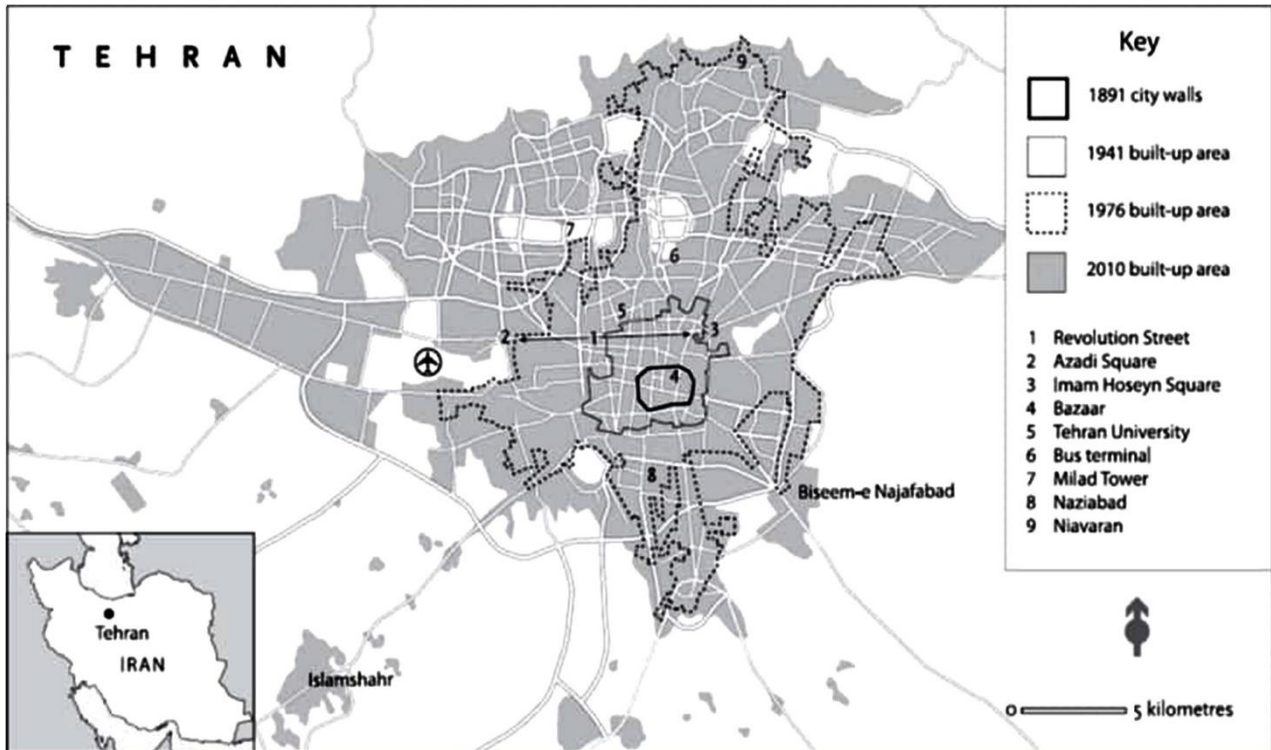 TEHRAN
9
7
6
5
2
1
3
4
8
Biseem-e Najafabad
Islamshahr
Tehran
IRAN
Key
1891 city walls
1941 built-up area
1976 built-up area
2010 built-up area
1 Revolution Street
2 Azadi Square
3 Imam Hoseyn Square
4 Bazaar
5 Tehran University
6 Bus terminal
7 Milad Tower
8 Naziabad
9 Niavaran
0 5 kilometres